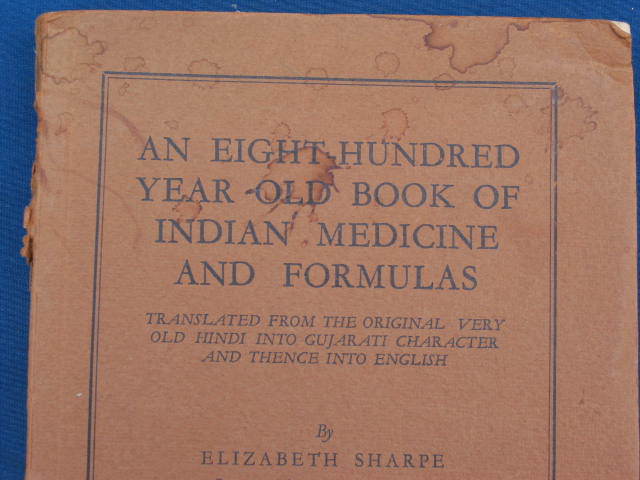 AN EIGHT-HUNDRED
YEAR OLD BOOK OF
INDIAN MEDICINE
AND FORMULAS
TRANSLATED FROM THE ORIGINAL VERY
OLD HINDI INTO GUJARATI CHARACTER
AND THENCE INTO ENGLISH
By
ELIZABETH SHARPE